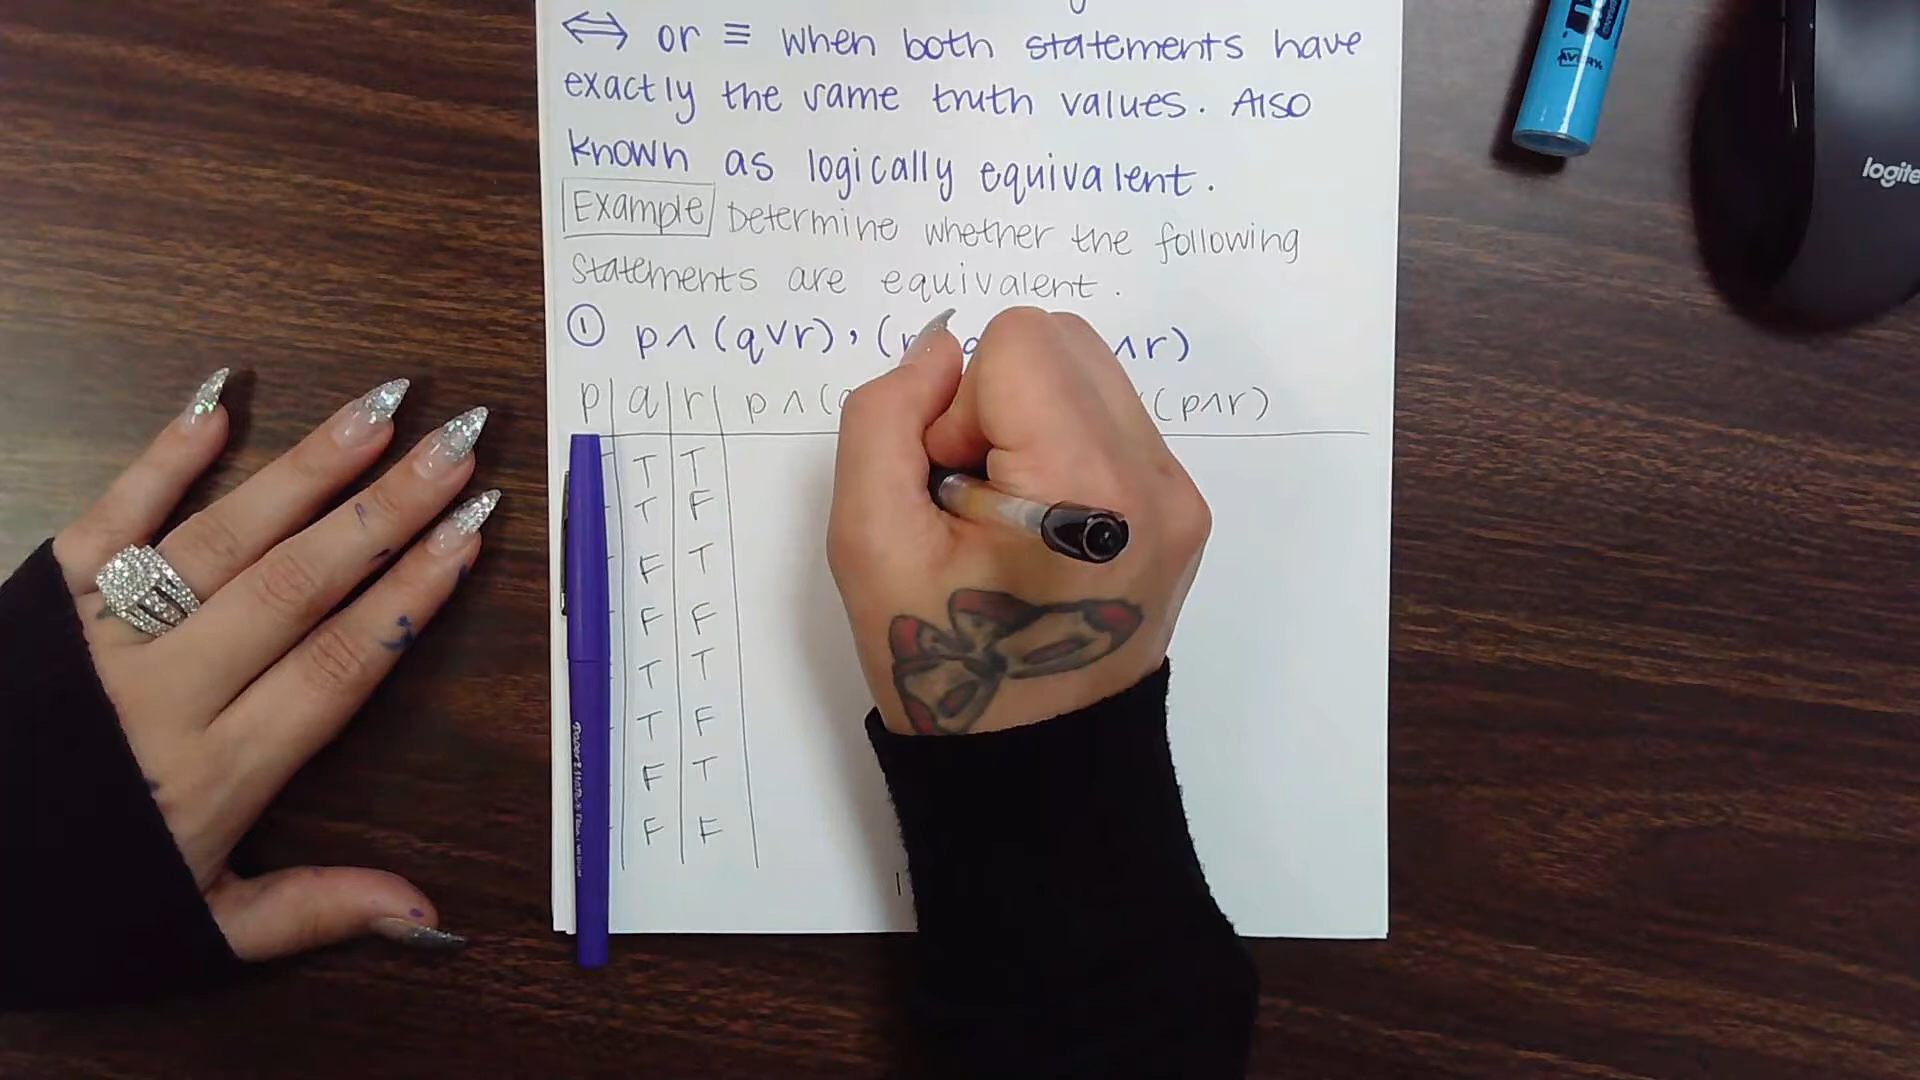 ⟺ or ≡ when both statements have
exactly the same truth values. Also
known as logically equivalent.
Example Determine whether the following
statements are equivalent.
① p∧(q∨r), ( ∧r)
p q r p∧( (p∧r)
T T
T F
F T
F F
T T
T F
F T
F F
AVERY
logite